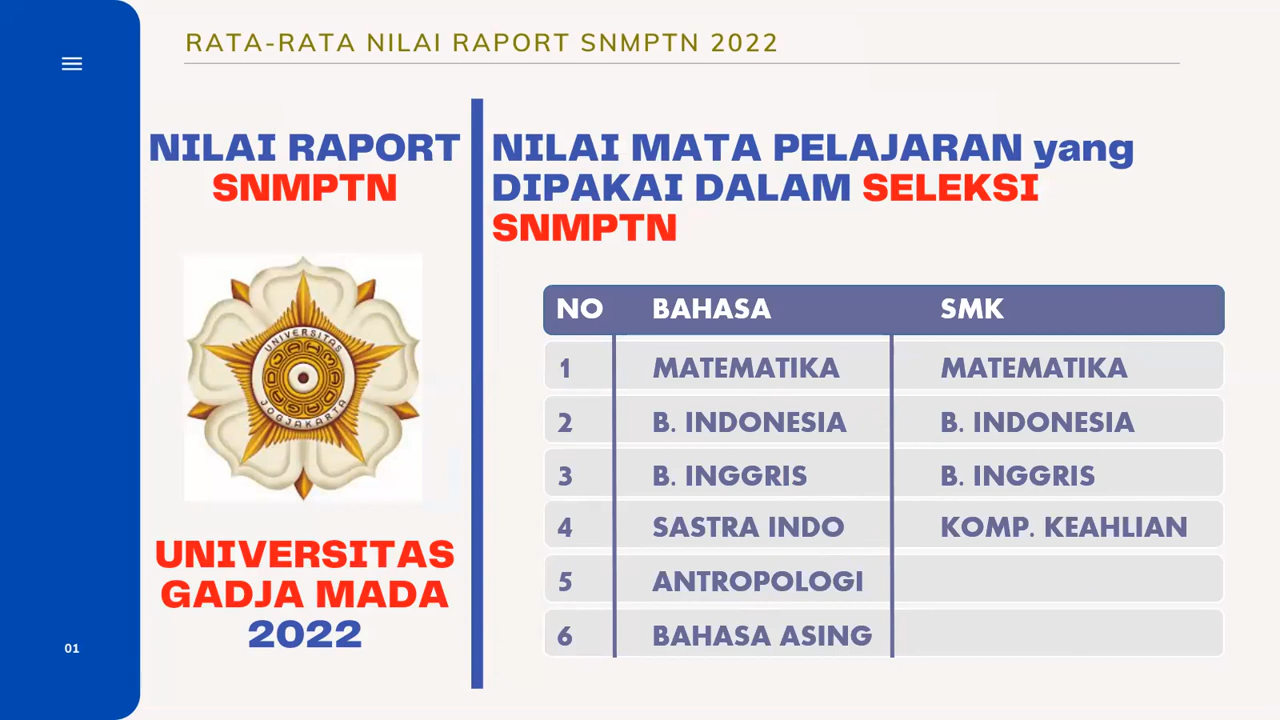 RATA-RATA NILAI RAPORT SNMPTN 2022
NILAI RAPORT
SNMPTN
UNIVERSITAS
JOGJAKARTA
UNIVERSITAS
GADJA MADA
2022
01
NILAI MATA PELAJARAN yang
DIPAKAI DALAM SELEKSI
SNMPTN
NO BAHASA SMK
1 MATEMATIKA MATEMATIKA
2 B. INDONESIA B. INDONESIA
3 B. INGGRIS B. INGGRIS
4 SASTRA INDO KOMP. KEAHLIAN
5 ANTROPOLOGI
6 BAHASA ASING